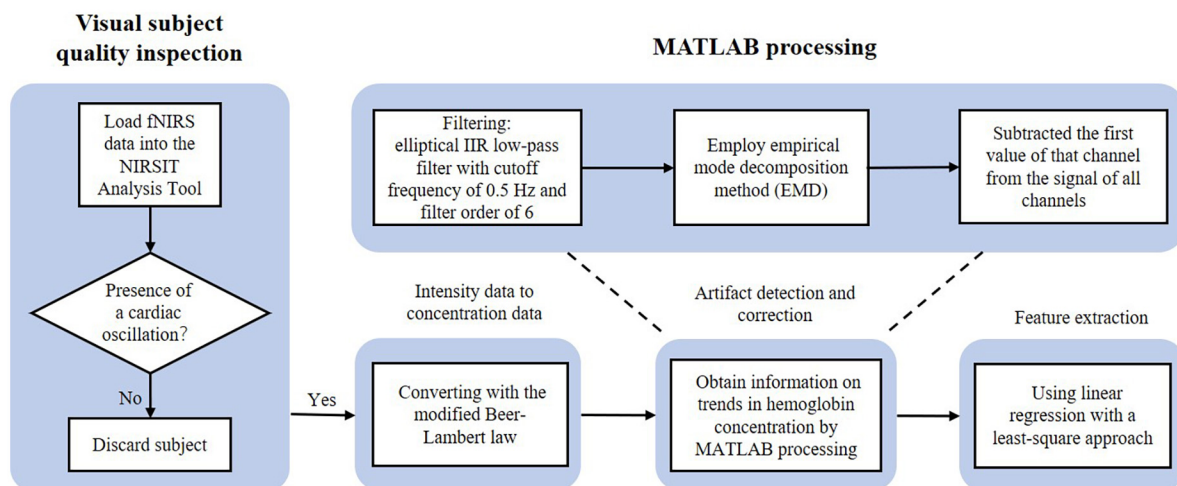 Visual subject
quality inspection
Load fNIRS
data into the
NIRSIT
Analysis Tool
Presence of
a cardiac
oscillation?
No
Discard subject
Yes
MATLAB processing
Filtering:
elliptical IIR low-pass
filter with cutoff
frequency of 0.5 Hz and
filter order of 6
Employ empirical
mode decomposition
method (EMD)
Subtracted the first
value of that channel
from the signal of all
channels
Intensity data to
concentration data
Converting with the
modified Beer-
Lambert law
Artifact detection and
correction
Obtain information on
trends in hemoglobin
concentration by
MATLAB processing
Feature extraction
Using linear
regression with a
least-square approach